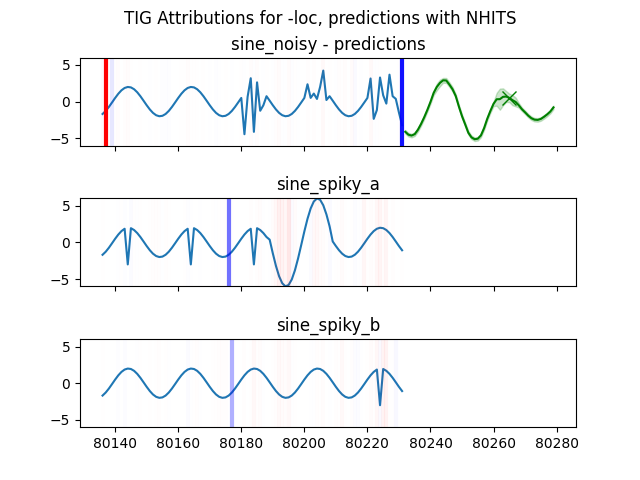 TIG Attributions for -loc, predictions with NHITS
sine_noisy - predictions
5
0
−5
sine_spiky_a
5
0
−5
sine_spiky_b
5
0
−5
80140 80160 80180 80200 80220 80240 80260 80280